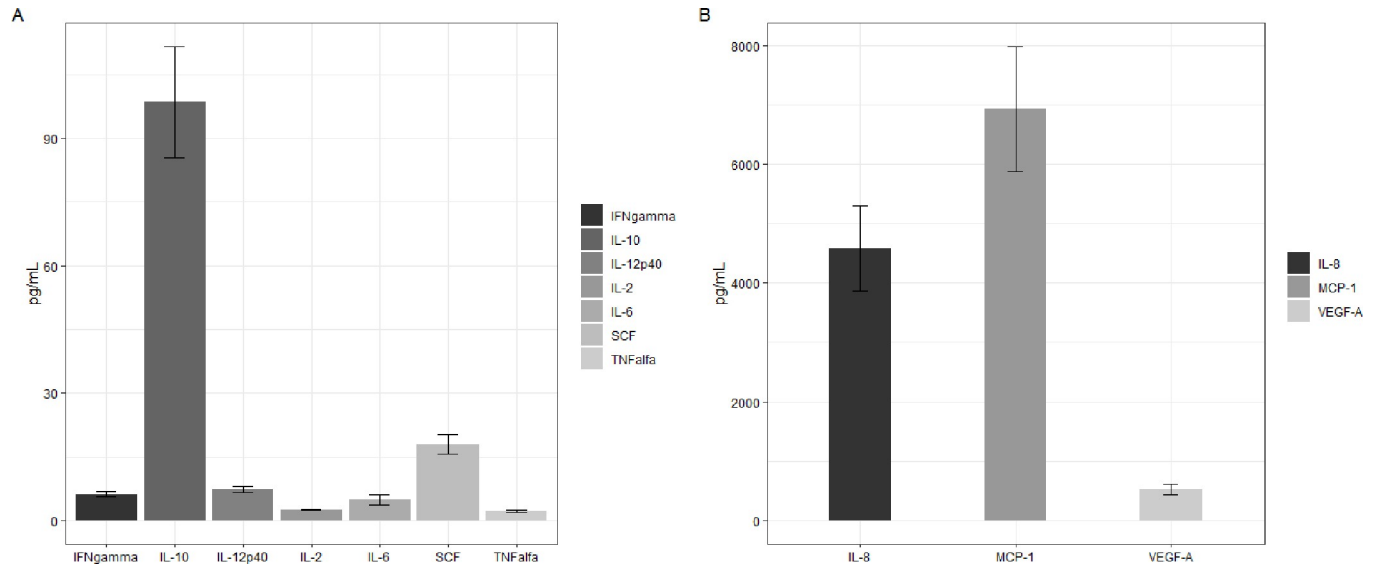 A
pg/mL
90
60
30
0
IFNgamma IL-10 IL-12p40 IL-2 IL-6 SCF TNFalfa
IFNgamma
IL-10
IL-12p40
IL-2
IL-6
SCF
TNFalfa
B
pg/mL
8000
6000
4000
2000
0
IL-8 MCP-1 VEGF-A
IL-8
MCP-1
VEGF-A